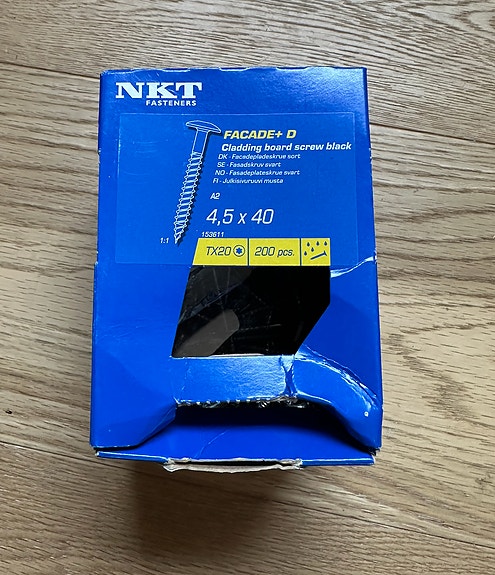 NKT
FASTENERS
FACADE+ D
Cladding board screw black
DK - Facadepladeskrue sort
SE - Fasadskruv svart
NO - Fasadeplateskrue svart
FI - Julkisivuruuvi musta
A2
4,5 x 40
153611
1:1
TX20
200 pcs.